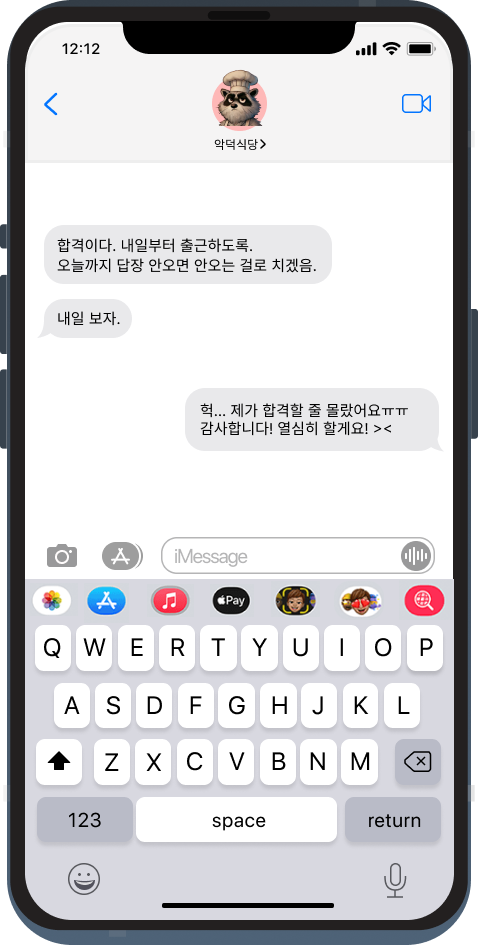 12:12
악덕식당
합격이다. 내일부터 출근하도록.
오늘까지 답장 안오면 안오는 걸로 치겠음.
내일 보자.
헉... 제가 합격할 줄 몰랐어요ㅠㅠ
감사합니다! 열심히 할게요! ><
iMessage
Pay
Q W E R T Y U I O P
A S D F G H J K L
Z X C V B N M
123 space return